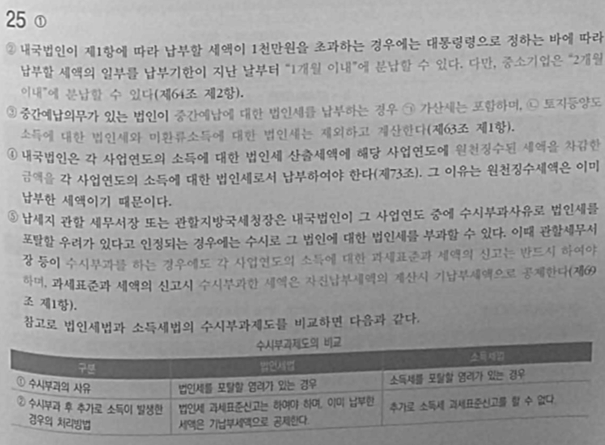 25 ①
② 내국법인이 제1항에 따라 납부할 세액이 1천만원을 초과하는 경우에는 대통령령으로 정하는 바에 따라
납부할 세액의 일부를 납부기한이 지난 날부터 “1개월 이내”에 분납할 수 있다. 다만, 중소기업은 “2개월
이내”에 분납할 수 있다(제64조 제2항).
③ 중간예납의무가 있는 법인이 중간예납에 대한 법인세를 납부하는 경우 ㉠ 가산세는 포함하며, ㉡ 토지등양도
소득에 대한 법인세와 미환류소득에 대한 법인세는 제외하고 계산한다(제63조 제1항).
④ 내국법인은 각 사업연도의 소득에 대한 법인세 산출세액에 해당 사업연도에 원천징수된 세액을 차감한
금액을 각 사업연도의 소득에 대한 법인세로서 납부하여야 한다(제73조). 그 이유는 원천징수세액은 이미
납부한 세액이기 때문이다.
⑤ 납세지 관할 세무서장 또는 관할지방국세청장은 내국법인이 그 사업연도 중에 수시부과사유로 법인세를
포탈할 우려가 있다고 인정되는 경우에는 수시로 그 법인에 대한 법인세를 부과할 수 있다. 이때 관할세무서
장 등이 수시부과를 하는 경우에도 각 사업연도의 소득에 대한 과세표준과 세액의 신고는 반드시 하여야
하며, 과세표준과 세액의 신고시 수시부과한 세액은 자진납부세액의 계산시 기납부세액으로 공제한다(제69
조 제1항).
참고로 법인세법과 소득세법의 수시부과제도를 비교하면 다음과 같다.
수시부과제도의 비교
구분 법인세법 소득세법
① 수시부과의 사유 법인세를 포탈할 염려가 있는 경우 소득세를 포탈할 염려가 있는 경우
② 수시부과 후 추가로 소득이 발생한 법인세 과세표준신고는 하여야 하며, 이미 납부한 추가로 소득세 과세표준신고를 할 수 없다.
경우의 처리방법 세액은 기납부세액으로 공제한다.